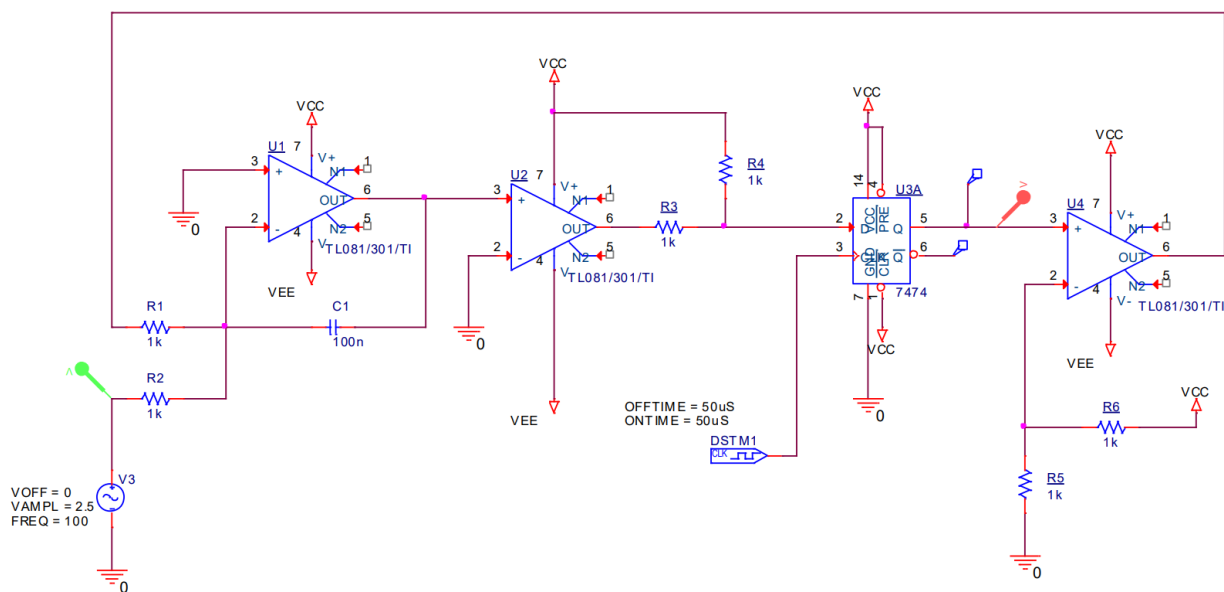 VCC
U1
3
+
7
V+
N1
1
OUT
6
2
-
4
V-
N2
5
TL081/301/TI
VEE
0
R1
1k
C1
100n
R2
1k
V3
VOFF = 0
VAMPL = 2.5
FREQ = 100
0
VCC
U2
3
+
7
V+
N1
1
OUT
6
2
-
4
V-
N2
5
TL081/301/TI
VEE
0
R3
1k
R4
1k
OFFTIME = 50uS
ONTIME = 50uS
DSTM1
CLK
VCC
U3A
14
4
VCC
PRE
2
D
Q
5
3
CLK
Q
6
GND
CLR
7
1
7474
VCC
0
V
VCC
U4
3
+
7
V+
N1
1
OUT
6
2
-
4
V-
N2
5
TL081/301/TI
VEE
VCC
R6
1k
R5
1k
0
V